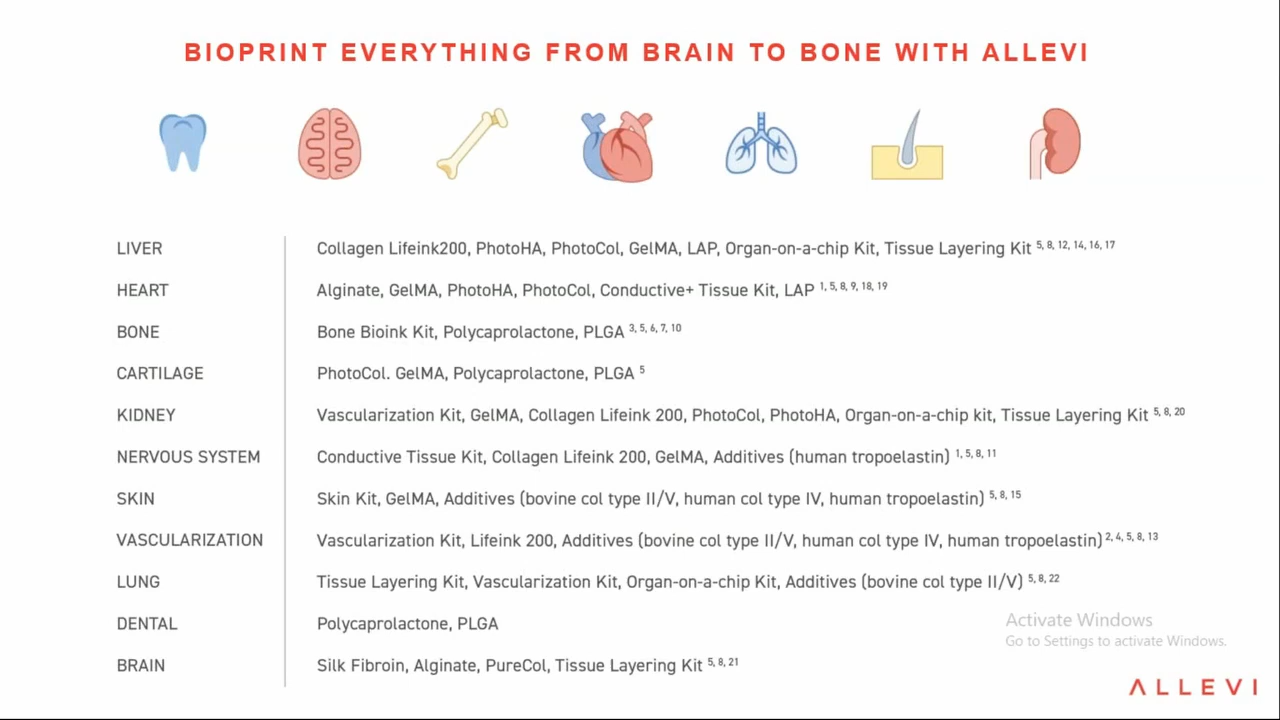 BIOPRINT EVERYTHING FROM BRAIN TO BONE WITH ALLEVI
LIVER Collagen Lifeink200, PhotoHA, PhotoCol, GelMA, LAP, Organ-on-a-chip Kit, Tissue Layering Kit 5, 8, 12, 14, 16, 17
HEART Alginate, GelMA, PhotoHA, PhotoCol, Conductive+ Tissue Kit, LAP 1, 5, 8, 9, 18, 19
BONE Bone Bioink Kit, Polycaprolactone, PLGA 3, 5, 6, 7, 10
CARTILAGE PhotoCol. GelMA, Polycaprolactone, PLGA 5
KIDNEY Vascularization Kit, GelMA, Collagen Lifeink 200, PhotoCol, PhotoHA, Organ-on-a-chip kit, Tissue Layering Kit 5, 8, 20
NERVOUS SYSTEM Conductive Tissue Kit, Collagen Lifeink 200, GelMA, Additives (human tropoelastin) 1, 5, 8, 11
SKIN Skin Kit, GelMA, Additives (bovine col type II/V, human col type IV, human tropoelastin) 5, 8, 15
VASCULARIZATION Vascularization Kit, Lifeink 200, Additives (bovine col type II/V, human col type IV, human tropoelastin) 2, 4, 5, 8, 13
LUNG Tissue Layering Kit, Vascularization Kit, Organ-on-a-chip Kit, Additives (bovine col type II/V) 5, 8, 22
DENTAL Polycaprolactone, PLGA
BRAIN Silk Fibroin, Alginate, PureCol, Tissue Layering Kit 5, 8, 21
Activate Windows
Go to Settings to activate Windows.
ALLEVI